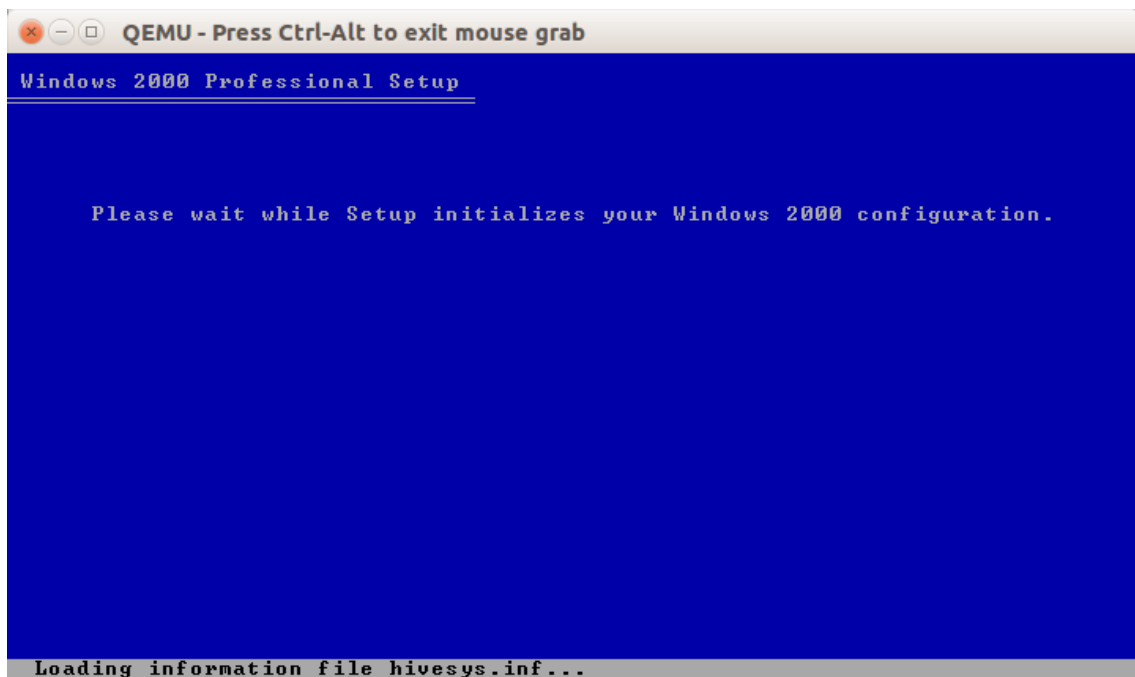 QEMU - Press Ctrl-Alt to exit mouse grab
Windows 2000 Professional Setup
Please wait while Setup initializes your Windows 2000 configuration.
Loading information file hivesys.inf...